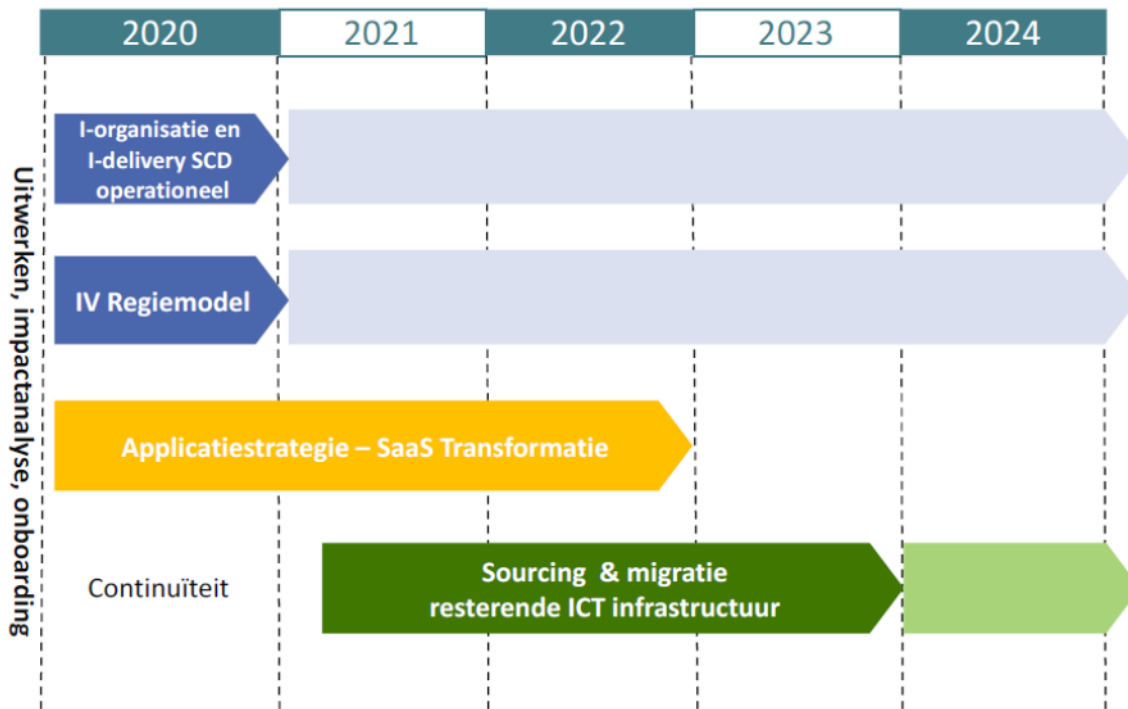 2020 2021 2022 2023 2024
Uitwerken, impactanalyse, onboarding
I-organisatie en
I-delivery SCD
operationeel
IV Regiemodel
Applicatiestrategie – SaaS Transformatie
Continuïteit
Sourcing & migratie
resterende ICT infrastructuur